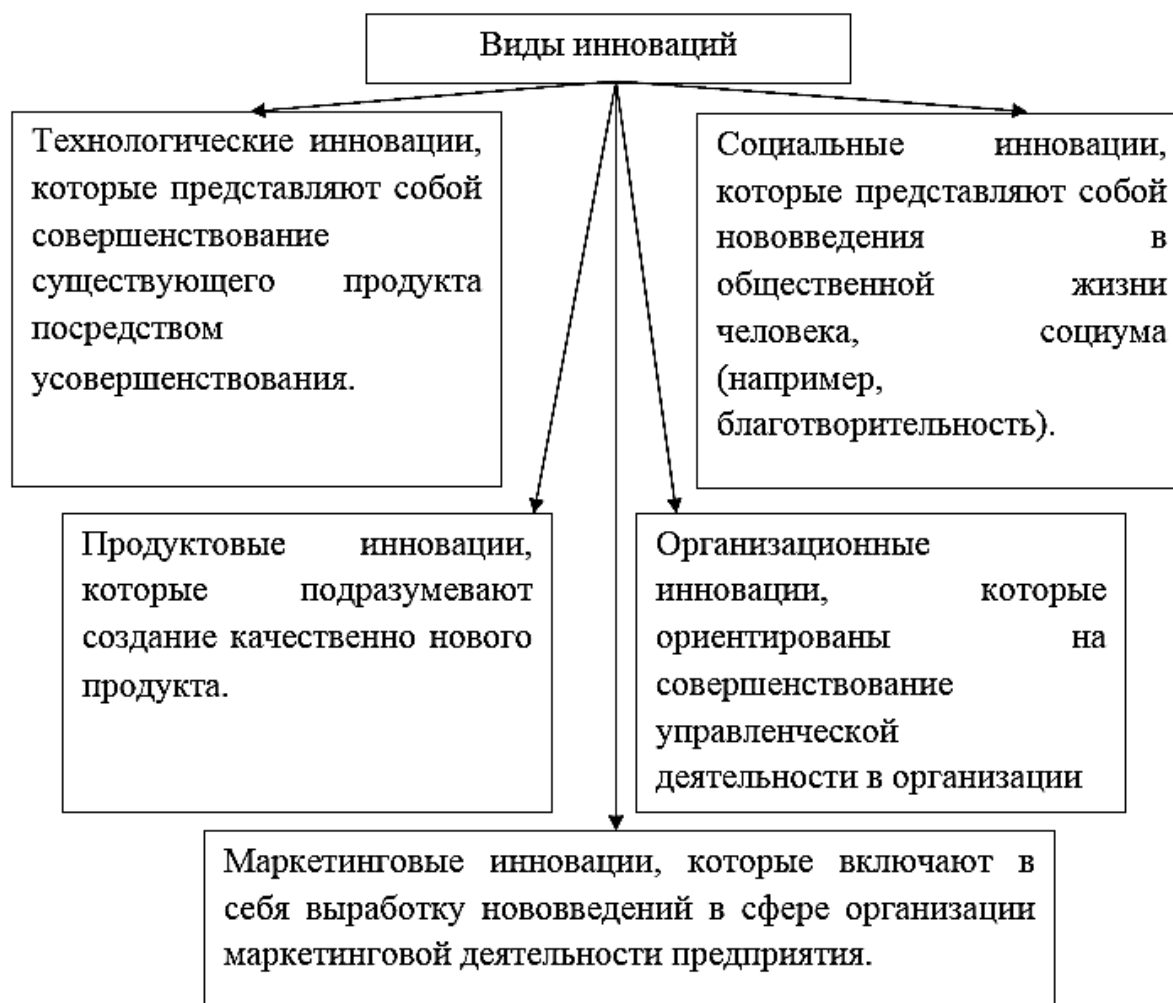 Виды инноваций
Технологические инновации,
которые представляют собой
совершенствование
существующего продукта
посредством
усовершенствования.
Социальные инновации,
которые представляют собой
нововведения в
общественной жизни
человека, социума
(например,
благотворительность).
Продуктовые инновации,
которые подразумевают
создание качественно нового
продукта.
Организационные
инновации, которые
ориентированы на
совершенствование
управленческой
деятельности в организации
Маркетинговые инновации, которые включают в
себя выработку нововведений в сфере организации
маркетинговой деятельности предприятия.